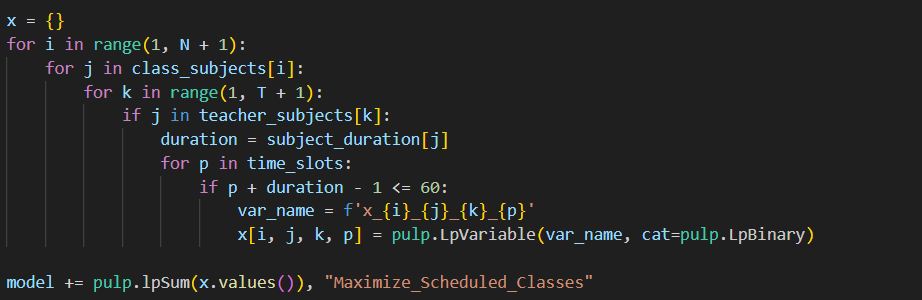 x = {}
for i in range(1, N + 1):
    for j in class_subjects[i]:
        for k in range(1, T + 1):
            if j in teacher_subjects[k]:
                duration = subject_duration[j]
                for p in time_slots:
                    if p + duration - 1 <= 60:
                        var_name = f'x_{i}_{j}_{k}_{p}'
                        x[i, j, k, p] = pulp.LpVariable(var_name, cat=pulp.LpBinary)

model += pulp.lpSum(x.values()), "Maximize_Scheduled_Classes"